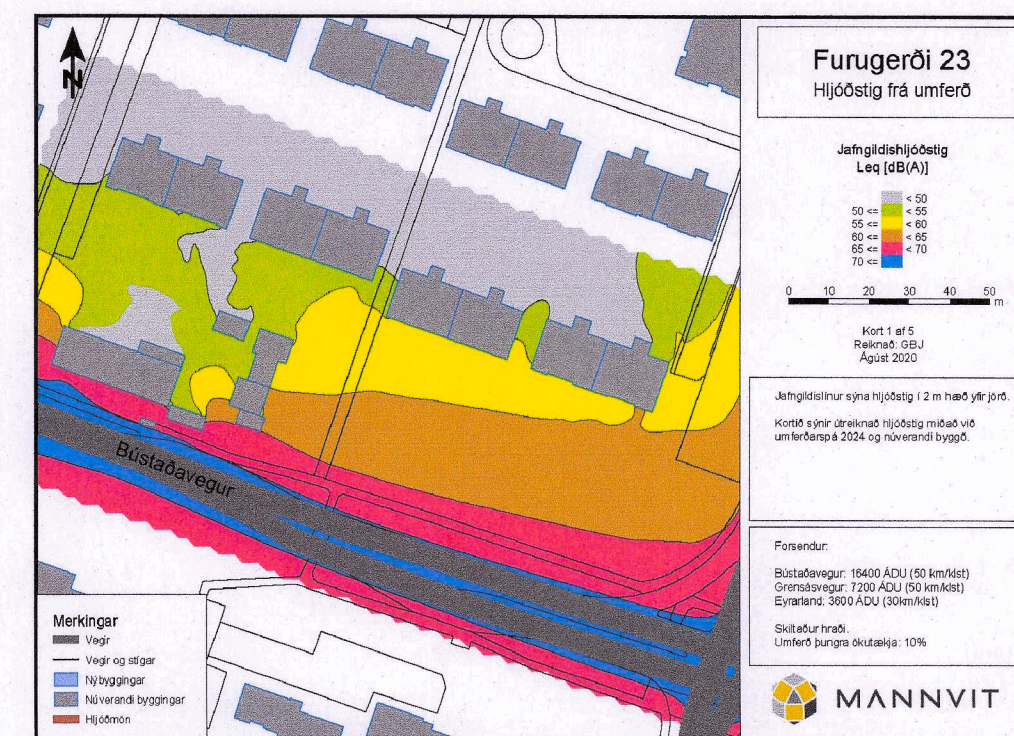 N
Bústaðavegur
Merkingar
Vegir
Vegir og stígar
Nýbyggingar
Núverandi byggingar
Hljóðmön
Furugerði 23
Hljóðstig frá umferð
Jafngildishljóðstig
Leq [dB(A)]
< 50
50 <= < 55
55 <= < 60
60 <= < 65
65 <= < 70
70 <=
0 10 20 30 40 50
m
Kort 1 af 5
Reiknað: GBJ
Ágúst 2020
Jafngildislínur sýna hljóðstig í 2 m hæð yfir jörð.
Kortið sýnir útreiknað hljóðstig miðað við
umferðarspá 2024 og núverandi byggð.
Forsendur:
Bústaðavegur: 16400 ÁDU (50 km/klst)
Grensásvegur: 7200 ÁDU (50 km/klst)
Eyrarland: 3600 ÁDU (30km/klst)
Skiltaður hraði.
Umferð þungra ökutækja: 10%
MANNVIT